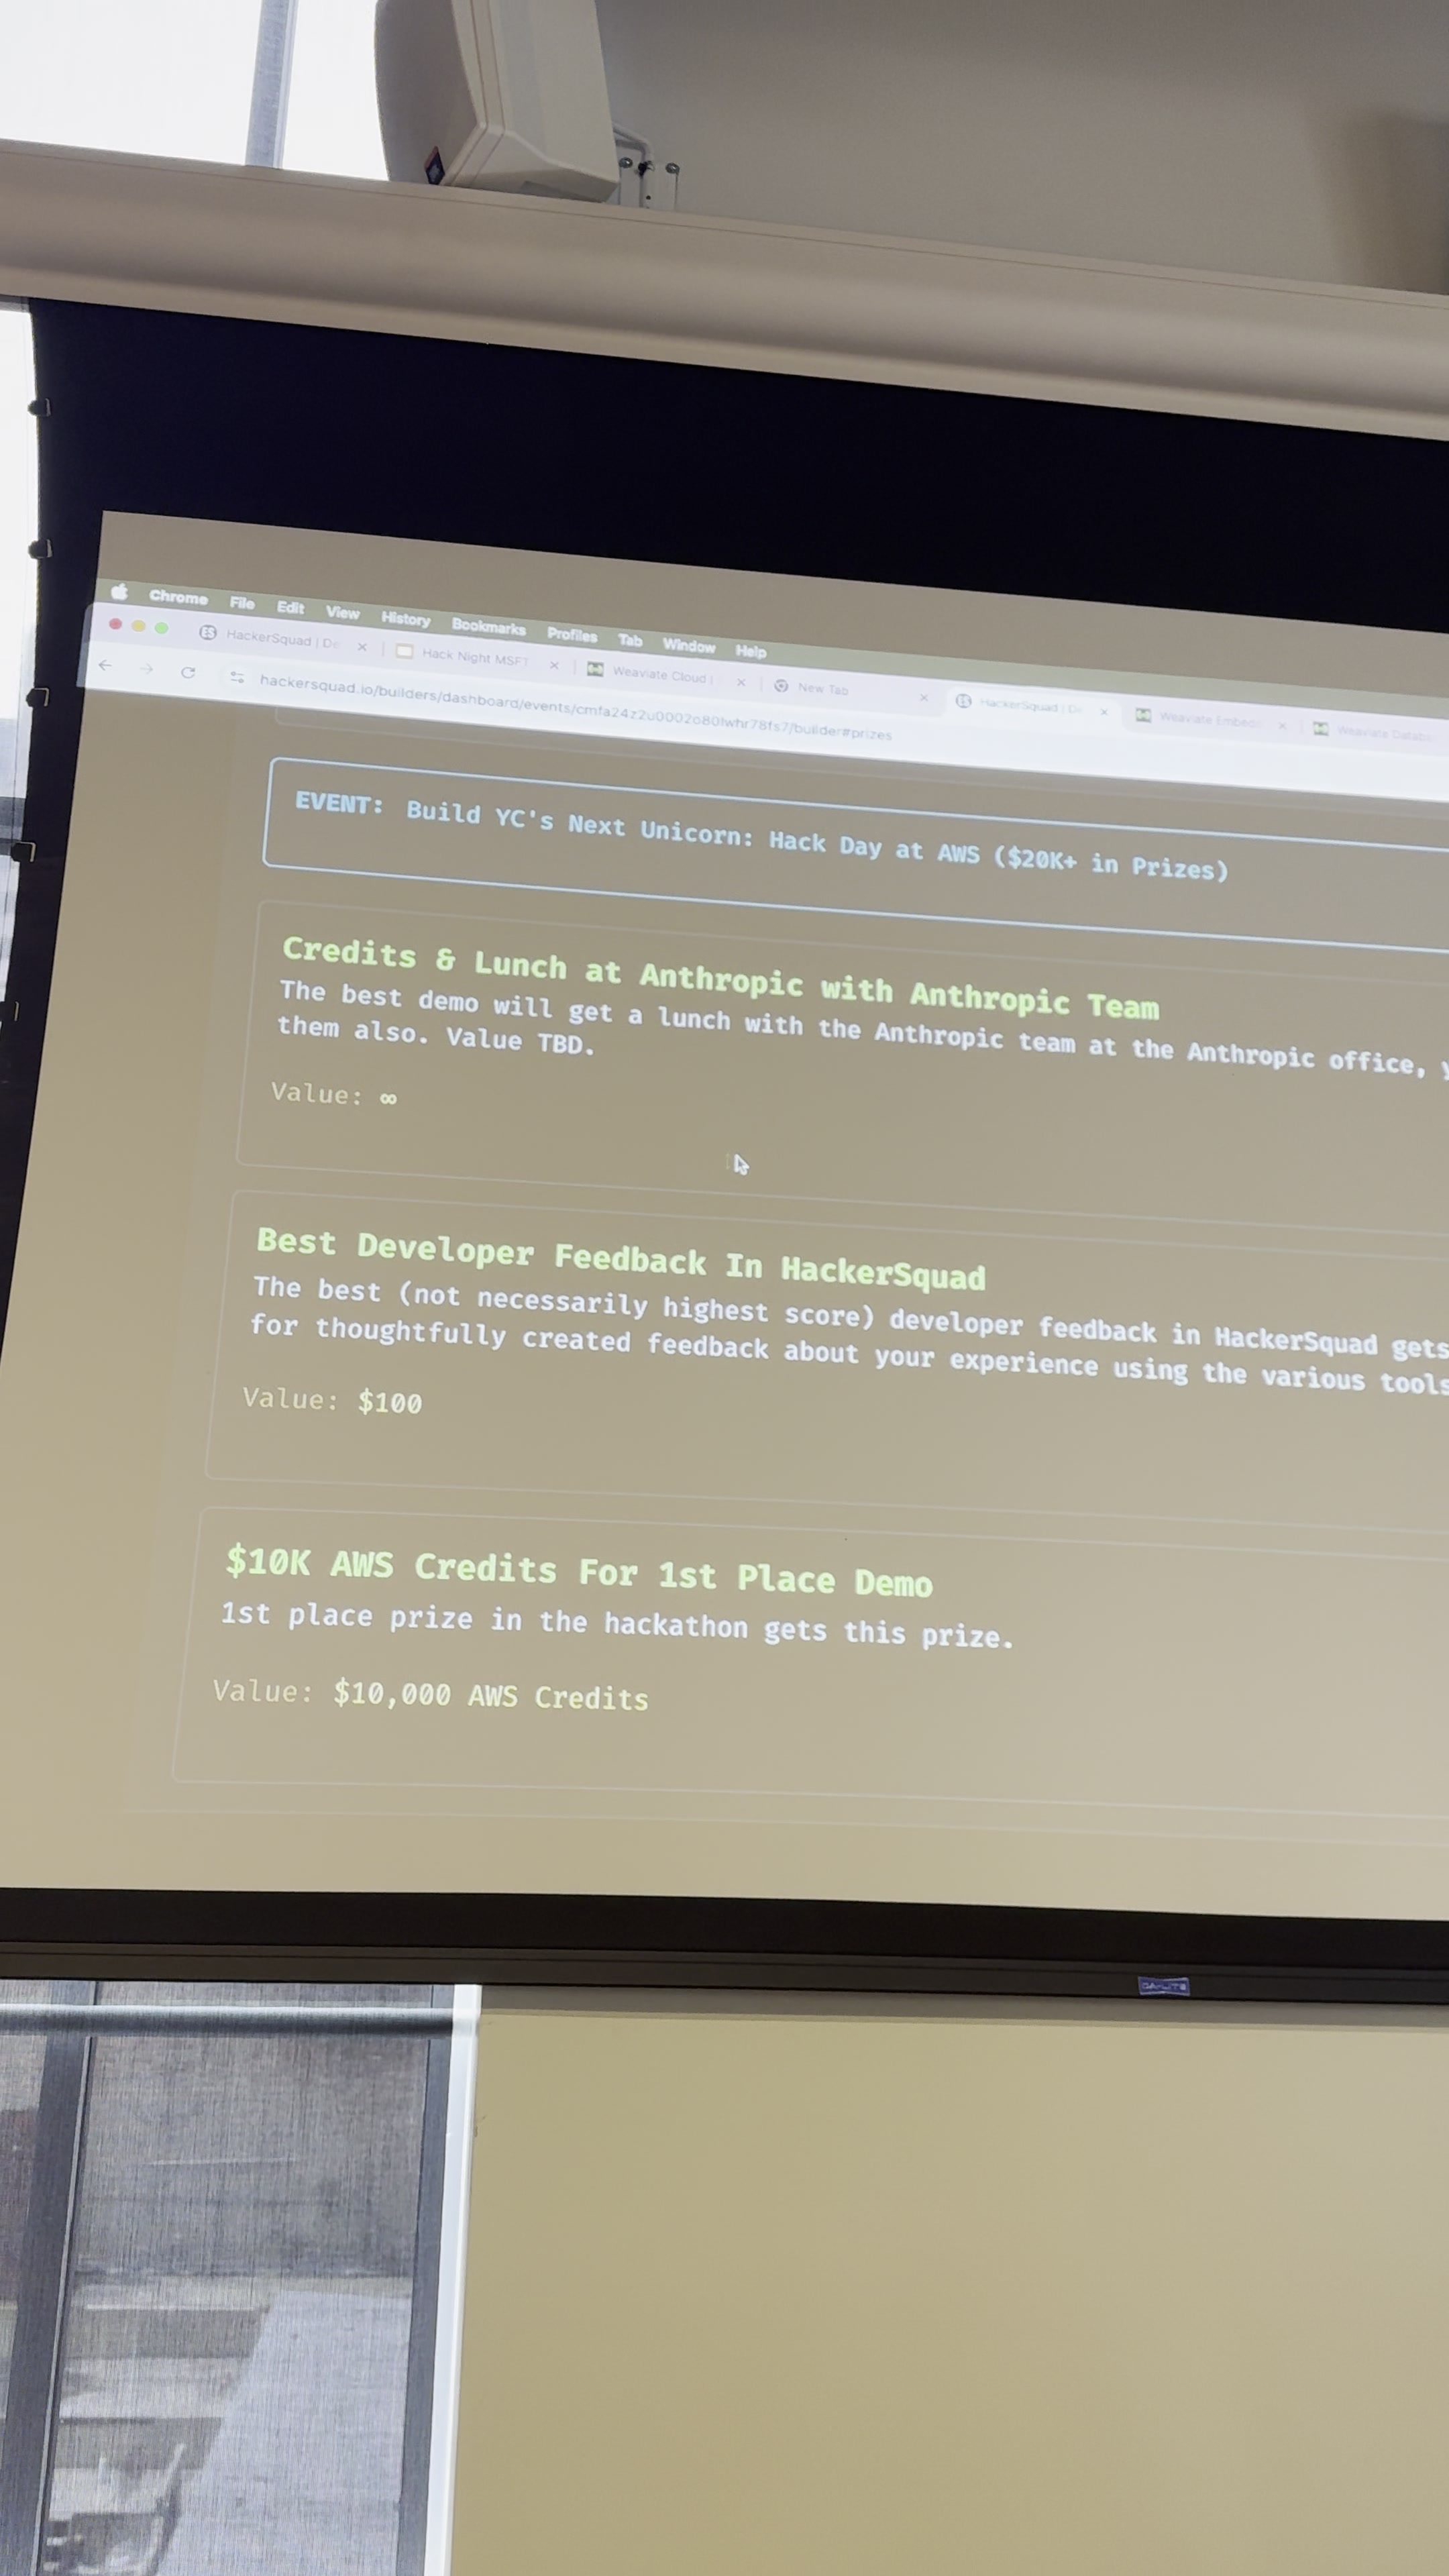 Chrome File Edit View History Bookmarks Profiles Tab Window Help
HackerSquad | De Hack Night MSFT Weaviate Cloud | New Tab HackerSquad | De Weaviate Embed Weaviate Databa
hackersquad.io/builders/dashboard/events/cmfa24z2u0002o80lwhr78fs7/builder#prizes
EVENT: Build YC's Next Unicorn: Hack Day at AWS ($20K+ in Prizes)
Credits & Lunch at Anthropic with Anthropic Team
The best demo will get a lunch with the Anthropic team at the Anthropic office, y
them also. Value TBD.
Value: ∞
Best Developer Feedback In HackerSquad
The best (not necessarily highest score) developer feedback in HackerSquad gets
for thoughtfully created feedback about your experience using the various tools
Value: $100
$10K AWS Credits For 1st Place Demo
1st place prize in the hackathon gets this prize.
Value: $10,000 AWS Credits
DA-LITE